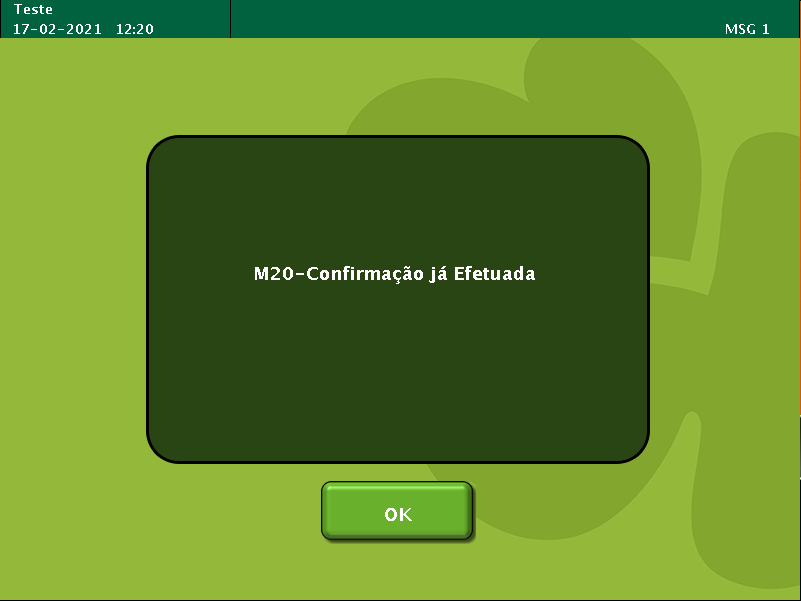 Teste
17-02-2021 12:20
MSG 1
M20-Confirmação já Efetuada
OK